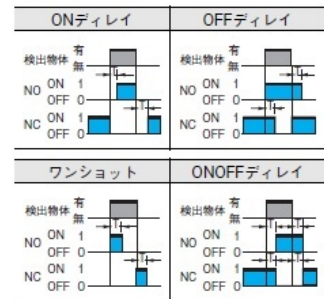 ONディレイ
検出物体 有
無
T
NO ON 1
OFF 0
T
NC ON 1
OFF 0
OFFディレイ
検出物体 有
無
T
NO ON 1
OFF 0
T
NC ON 1
OFF 0
ワンショット
検出物体 有
無
T
NO ON 1
OFF 0
T
NC ON 1
OFF 0
ONOFFディレイ
検出物体 有
無
T T
NO ON 1
OFF 0
T T
NC ON 1
OFF 0